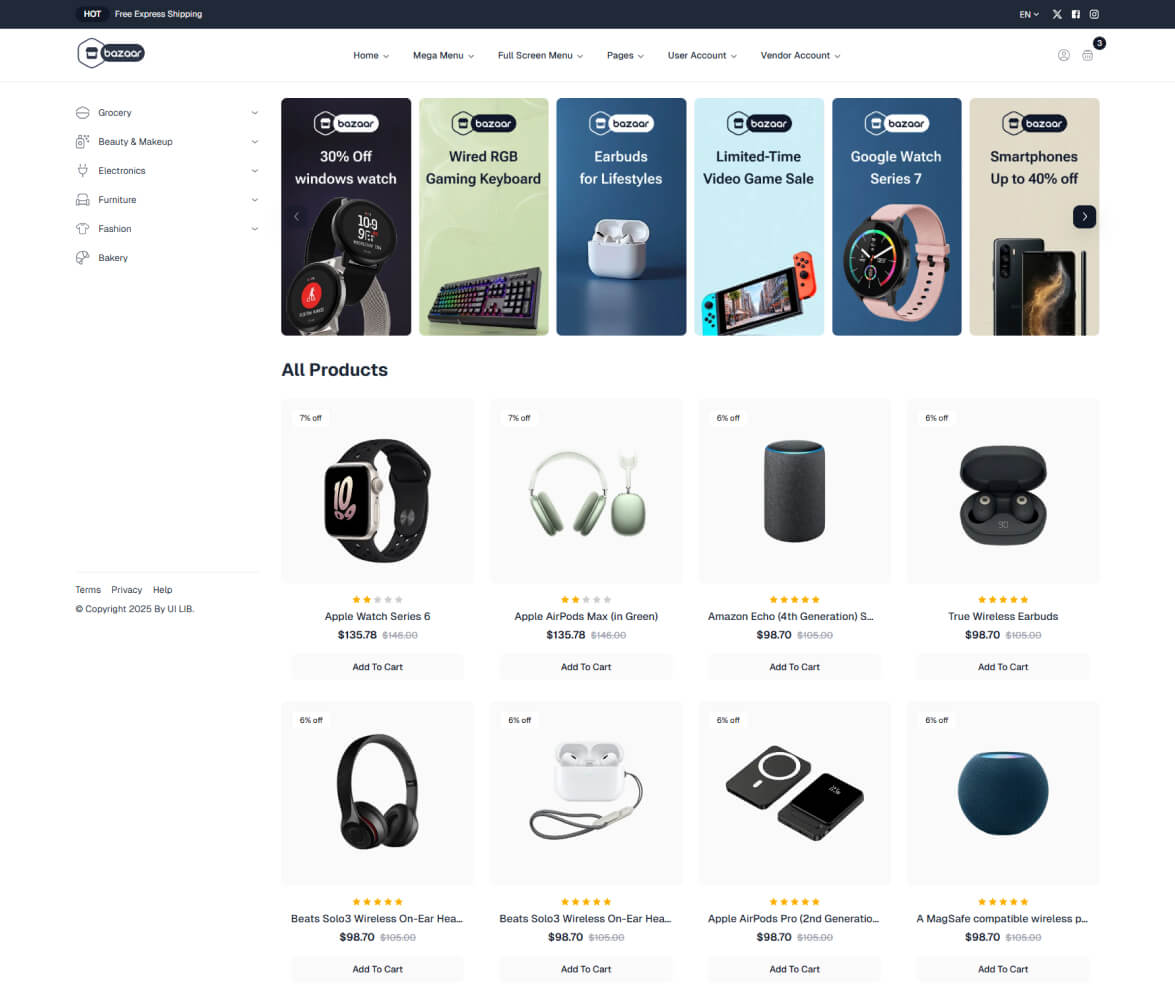 HOT Free Express Shipping EN
bazaar Home Mega Menu Full Screen Menu Pages User Account Vendor Account 3
Grocery
Beauty & Makeup
Electronics
Furniture
Fashion
Bakery
bazaar
30% Off
windows watch
bazaar
Wired RGB
Gaming Keyboard
bazaar
Earbuds
for Lifestyles
bazaar
Limited-Time
Video Game Sale
bazaar
Google Watch
Series 7
bazaar
Smartphones
Up to 40% off
All Products
7% off
Apple Watch Series 6
$135.78 $146.00
Add To Cart
7% off
Apple AirPods Max (in Green)
$135.78 $146.00
Add To Cart
6% off
Amazon Echo (4th Generation) S...
$98.70 $105.00
Add To Cart
6% off
90
True Wireless Earbuds
$98.70 $105.00
Add To Cart
Terms Privacy Help
© Copyright 2025 By UI LIB.
6% off
Beats Solo3 Wireless On-Ear Hea...
$98.70 $105.00
Add To Cart
6% off
Beats Solo3 Wireless On-Ear Hea...
$98.70 $105.00
Add To Cart
6% off
Apple AirPods Pro (2nd Generatio...
$98.70 $105.00
Add To Cart
6% off
A MagSafe compatible wireless p...
$98.70 $105.00
Add To Cart